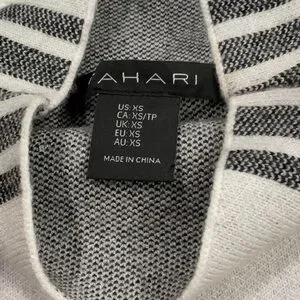 TAHARI
US: XS
CA: XS/TP
UK: XS
EU: XS
AU: XS
MADE IN CHINA